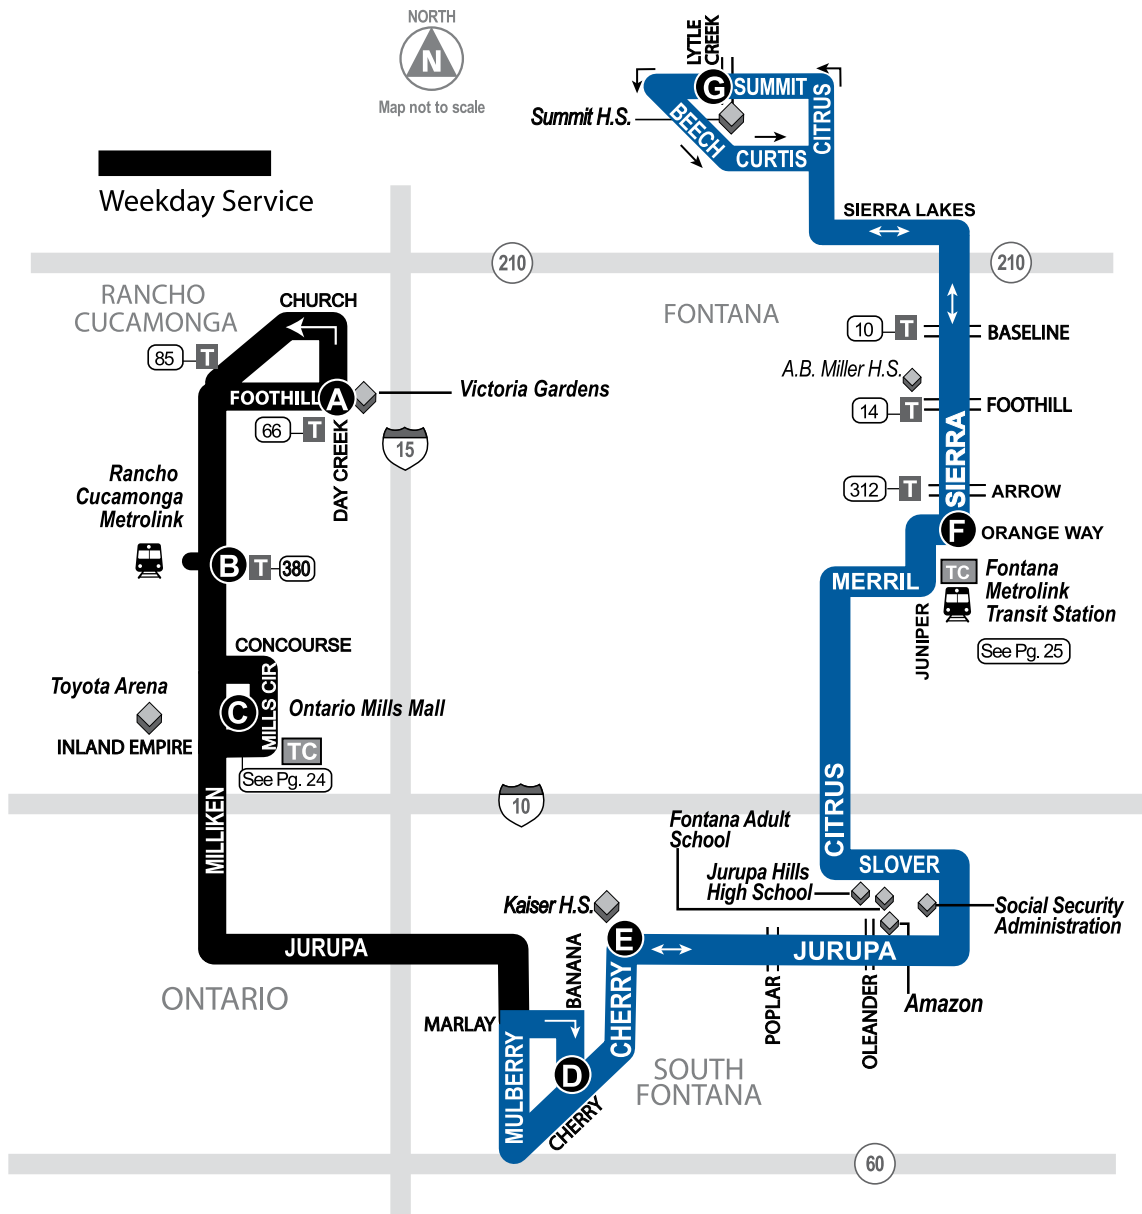 NORTH
N
Map not to scale
LYTLE
CREEK
G
SUMMIT
CITRUS
Summit H.S.
BEECH
CURTIS
Weekday Service
SIERRA LAKES
210
210
RANCHO
CUCAMONGA
CHURCH
FONTANA
85
T
10
T
BASELINE
A.B. Miller H.S.
FOOTHILL
A
Victoria Gardens
14
T
FOOTHILL
66
T
DAY CREEK
15
SIERRA
Rancho
Cucamonga
Metrolink
312
T
ARROW
F
ORANGE WAY
B
T
380
MERRIL
TC
Fontana
Metrolink
Transit Station
JUNIPER
See Pg. 25
CONCOURSE
Toyota Arena
MILLS CIR
C
Ontario Mills Mall
INLAND EMPIRE
TC
See Pg. 24
MILLIKEN
10
CITRUS
Fontana Adult
School
SLOVER
Jurupa Hills
High School
Kaiser H.S.
Social Security
Administration
E
JURUPA
JURUPA
BANANA
CHERRY
POPLAR
OLEANDER
Amazon
ONTARIO
MARLAY
MULBERRY
D
CHERRY
SOUTH
FONTANA
60